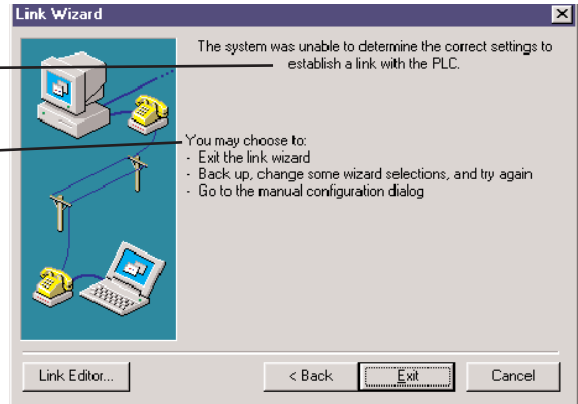 Link Wizard
The system was unable to determine the correct settings to
establish a link with the PLC.
You may choose to:
- Exit the link wizard
- Back up, change some wizard selections, and try again
- Go to the manual configuration dialog
Link Editor...
< Back
Exit
Cancel